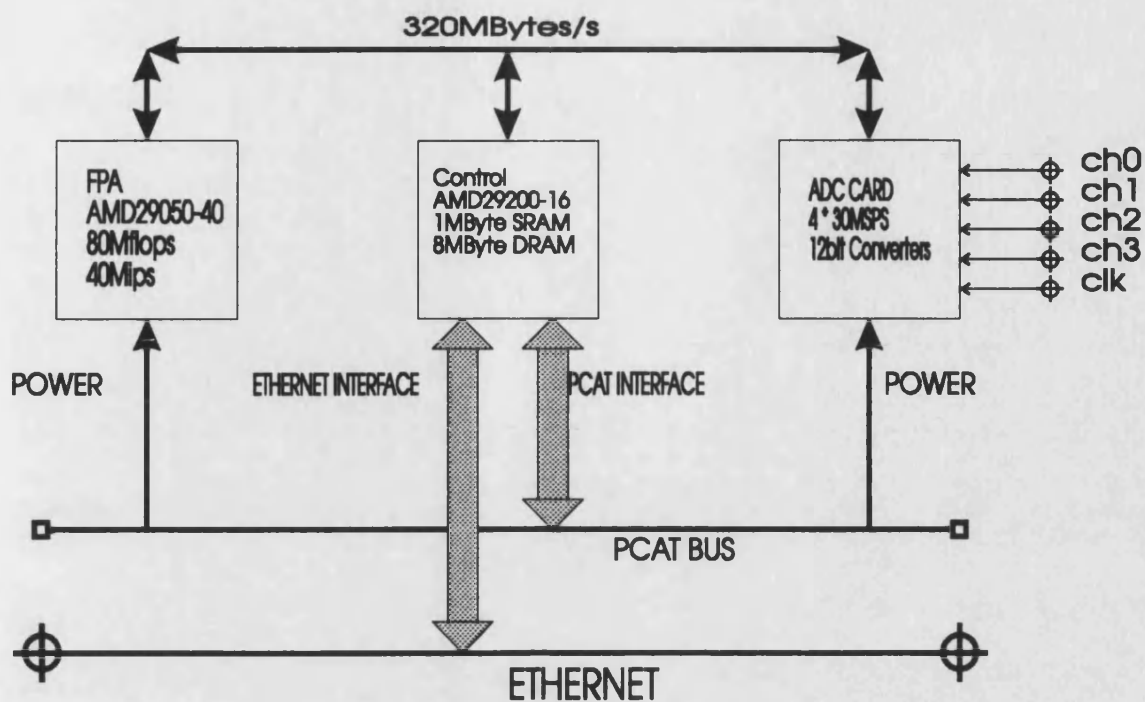 320MBytes/s
FPA
AMD29050-40
80Mflops
40Mips
Control
AMD29200-16
1MByte SRAM
8MByte DRAM
ADC CARD
4 * 30MSPS
12bit Converters
ch0
ch1
ch2
ch3
clk
POWER
ETHERNET INTERFACE
PCAT INTERFACE
POWER
PCAT BUS
ETHERNET